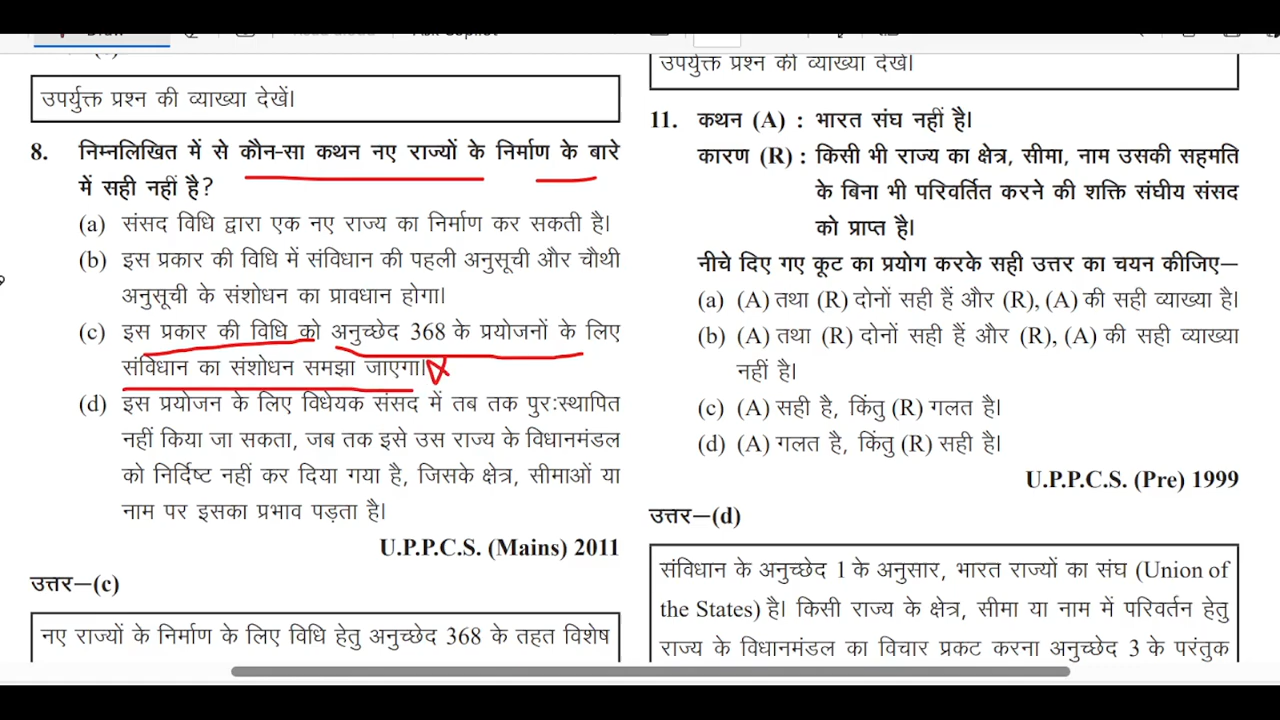 उपर्युक्त प्रश्न की व्याख्या देखें।
8. निम्नलिखित में से कौन-सा कथन नए राज्यों के निर्माण के बारे
में सही नहीं है?
(a) संसद विधि द्वारा एक नए राज्य का निर्माण कर सकती है।
(b) इस प्रकार की विधि में संविधान की पहली अनुसूची और चौथी
अनुसूची के संशोधन का प्रावधान होगा।
(c) इस प्रकार की विधि को अनुच्छेद 368 के प्रयोजनों के लिए
संविधान का संशोधन समझा जाएगा।
(d) इस प्रयोजन के लिए विधेयक संसद में तब तक पुरःस्थापित
नहीं किया जा सकता, जब तक इसे उस राज्य के विधानमंडल
को निर्दिष्ट नहीं कर दिया गया है, जिसके क्षेत्र, सीमाओं या
नाम पर इसका प्रभाव पड़ता है।
U.P.P.C.S. (Mains) 2011
उत्तर–(c)
नए राज्यों के निर्माण के लिए विधि हेतु अनुच्छेद 368 के तहत विशेष
उपर्युक्त प्रश्न की व्याख्या देखें।
11. कथन (A) : भारत संघ नहीं है।
कारण (R) : किसी भी राज्य का क्षेत्र, सीमा, नाम उसकी सहमति
के बिना भी परिवर्तित करने की शक्ति संघीय संसद
को प्राप्त है।
नीचे दिए गए कूट का प्रयोग करके सही उत्तर का चयन कीजिए–
(a) (A) तथा (R) दोनों सही हैं और (R), (A) की सही व्याख्या है।
(b) (A) तथा (R) दोनों सही हैं और (R), (A) की सही व्याख्या
नहीं है।
(c) (A) सही है, किंतु (R) गलत है।
(d) (A) गलत है, किंतु (R) सही है।
U.P.P.C.S. (Pre) 1999
उत्तर–(d)
संविधान के अनुच्छेद 1 के अनुसार, भारत राज्यों का संघ (Union of
the States) है। किसी राज्य के क्षेत्र, सीमा या नाम में परिवर्तन हेतु
राज्य के विधानमंडल का विचार प्रकट करना अनुच्छेद 3 के परंतुक